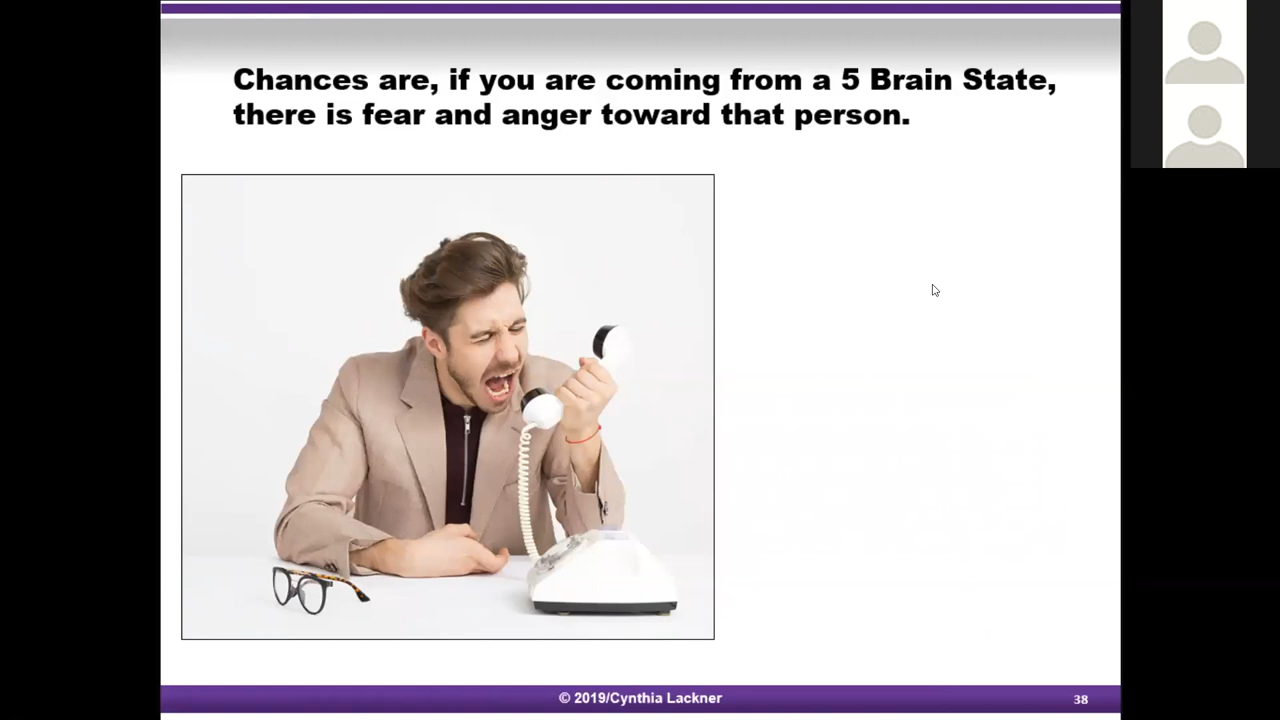 Chances are, if you are coming from a 5 Brain State,
there is fear and anger toward that person.
© 2019/Cynthia Lackner
38